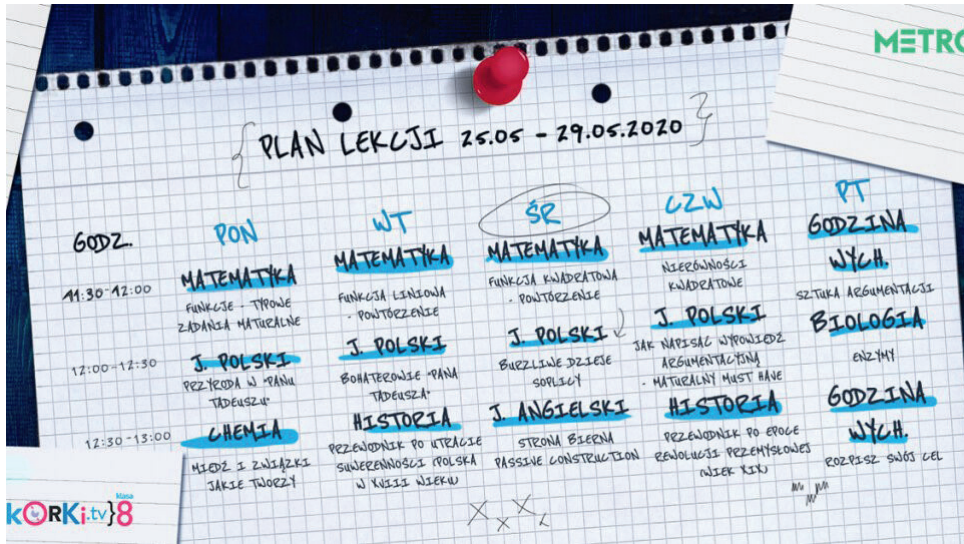 METRO
PLAN LEKCJI 25.05 - 29.05.2020
GODZ.
PON
WT
ŚR
CZW
PT
11:30-12:00
MATEMATYKA
FUNKCJE - TYPOWE
ZADANIA MATURALNE
MATEMATYKA
FUNKCJA LINIOWA
- POWTÓRZENIE
MATEMATYKA
FUNKCJA KWADRATOWA
- POWTÓRZENIE
MATEMATYKA
NIERÓWNOŚCI
KWADRATOWE
GODZINA
WYCH.
SZTUKA ARGUMENTACJI
12:00-12:30
J. POLSKI
PRZYRODA W "PANU
TADEUSZU"
J. POLSKI
BOHATEROWIE "PANA
TADEUSZA"
J. POLSKI
BURZLIWE DZIEJE
SOPLICY
J. POLSKI
JAK NAPISAĆ WYPOWIEDŹ
ARGUMENTACYJNĄ
- MATURALNY MUST HAVE
BIOLOGIA
ENZYMY
12:30-13:00
CHEMIA
MIEDŹ I ZWIĄZKI
JAKIE TWORZY
HISTORIA
PRZEWODNIK PO UTRACIE
SUWERENNOŚCI (POLSKA
W XVIII WIEKU)
J. ANGIELSKI
STRONA BIERNA
PASSIVE CONSTRUCTION
HISTORIA
PRZEWODNIK PO EPOCE
REWOLUCJI PRZEMYSŁOWEJ
(WIEK XIX)
GODZINA
WYCH.
ROZPISZ SWÓJ CEL
kORKi.tv}8
klasa